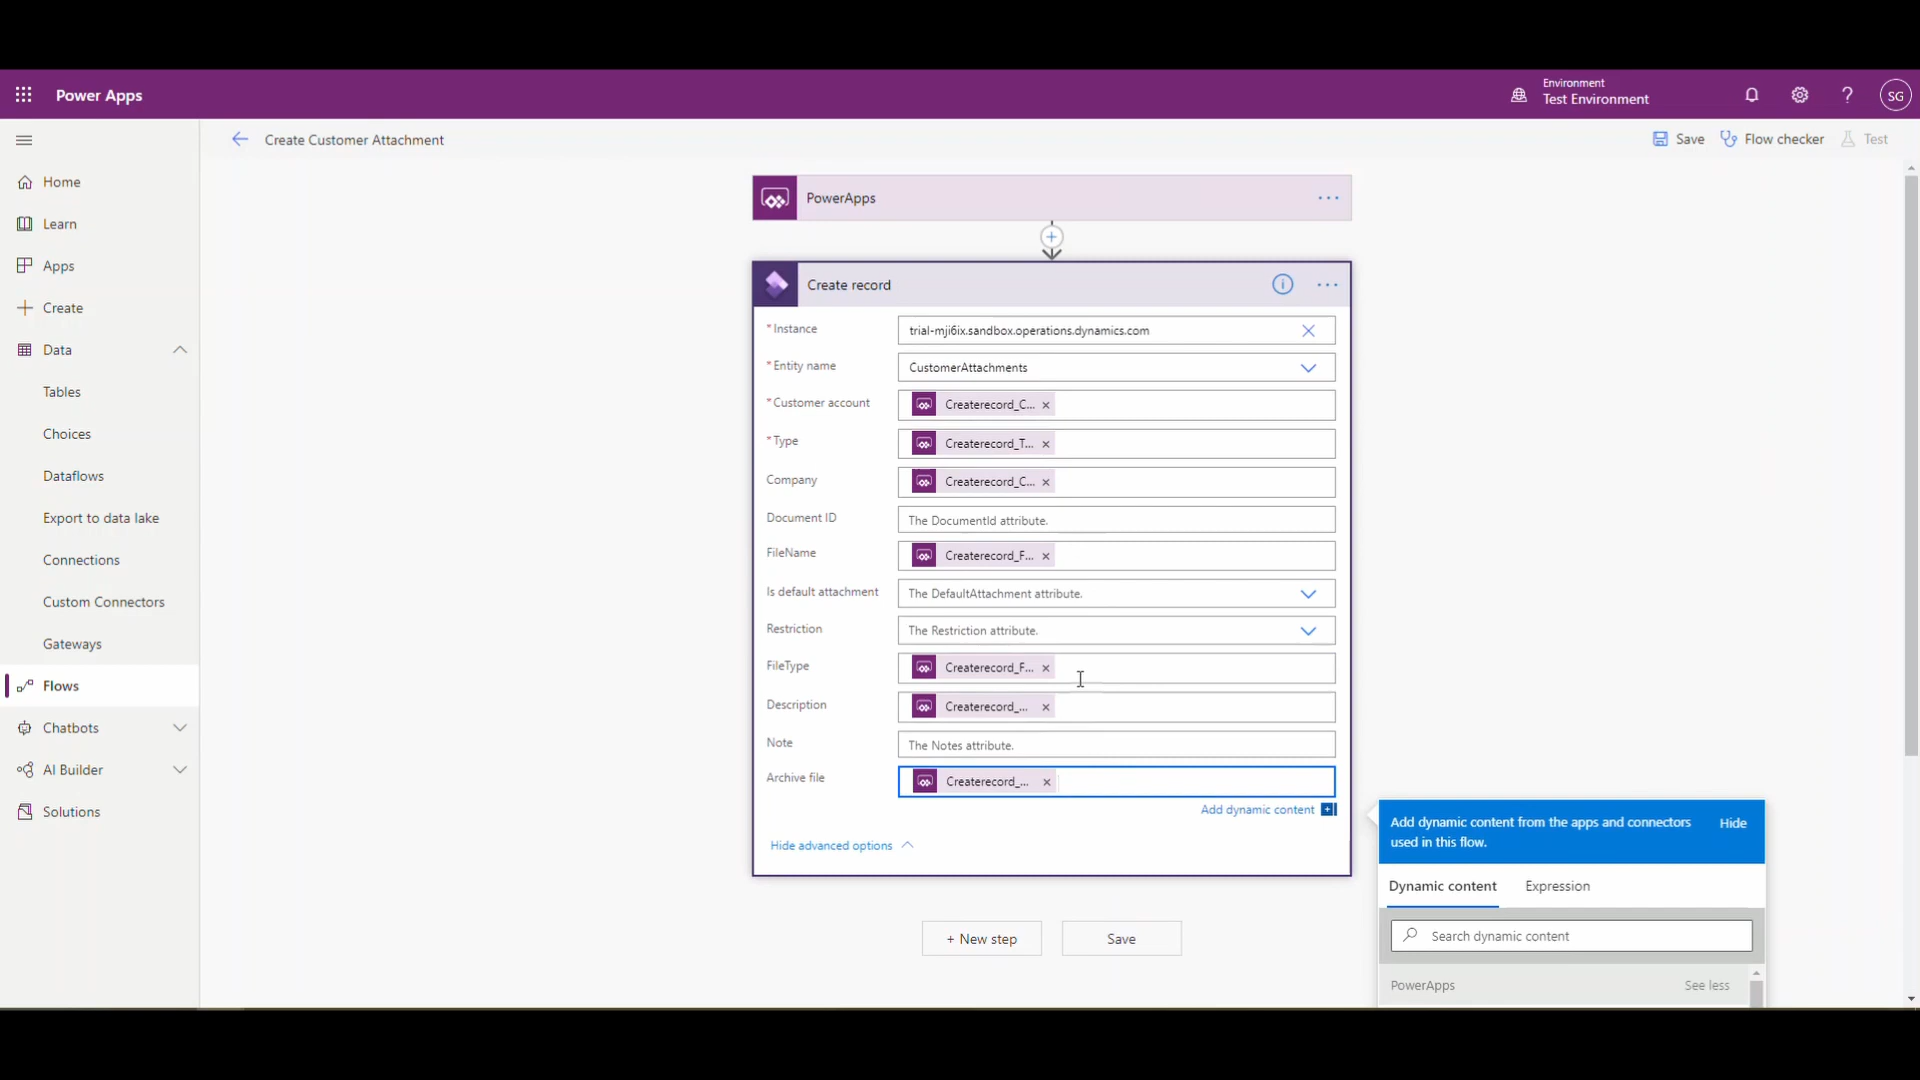 Power Apps
Environment
Test Environment
SG
Create Customer Attachment
Save
Flow checker
Test
Home
Learn
Apps
Create
Data
Tables
Choices
Dataflows
Export to data lake
Connections
Custom Connectors
Gateways
Flows
Chatbots
AI Builder
Solutions
PowerApps
Create record
*Instance
trial-mji6ix.sandbox.operations.dynamics.com
*Entity name
CustomerAttachments
*Customer account
Createrecord_C...
*Type
Createrecord_T...
Company
Createrecord_C...
Document ID
The DocumentId attribute.
FileName
Createrecord_F...
Is default attachment
The DefaultAttachment attribute.
Restriction
The Restriction attribute.
FileType
Createrecord_F...
Description
Createrecord_...
Note
The Notes attribute.
Archive file
Createrecord_...
Add dynamic content
Hide advanced options
+ New step
Save
Add dynamic content from the apps and connectors
used in this flow.
Hide
Dynamic content
Expression
Search dynamic content
PowerApps
See less